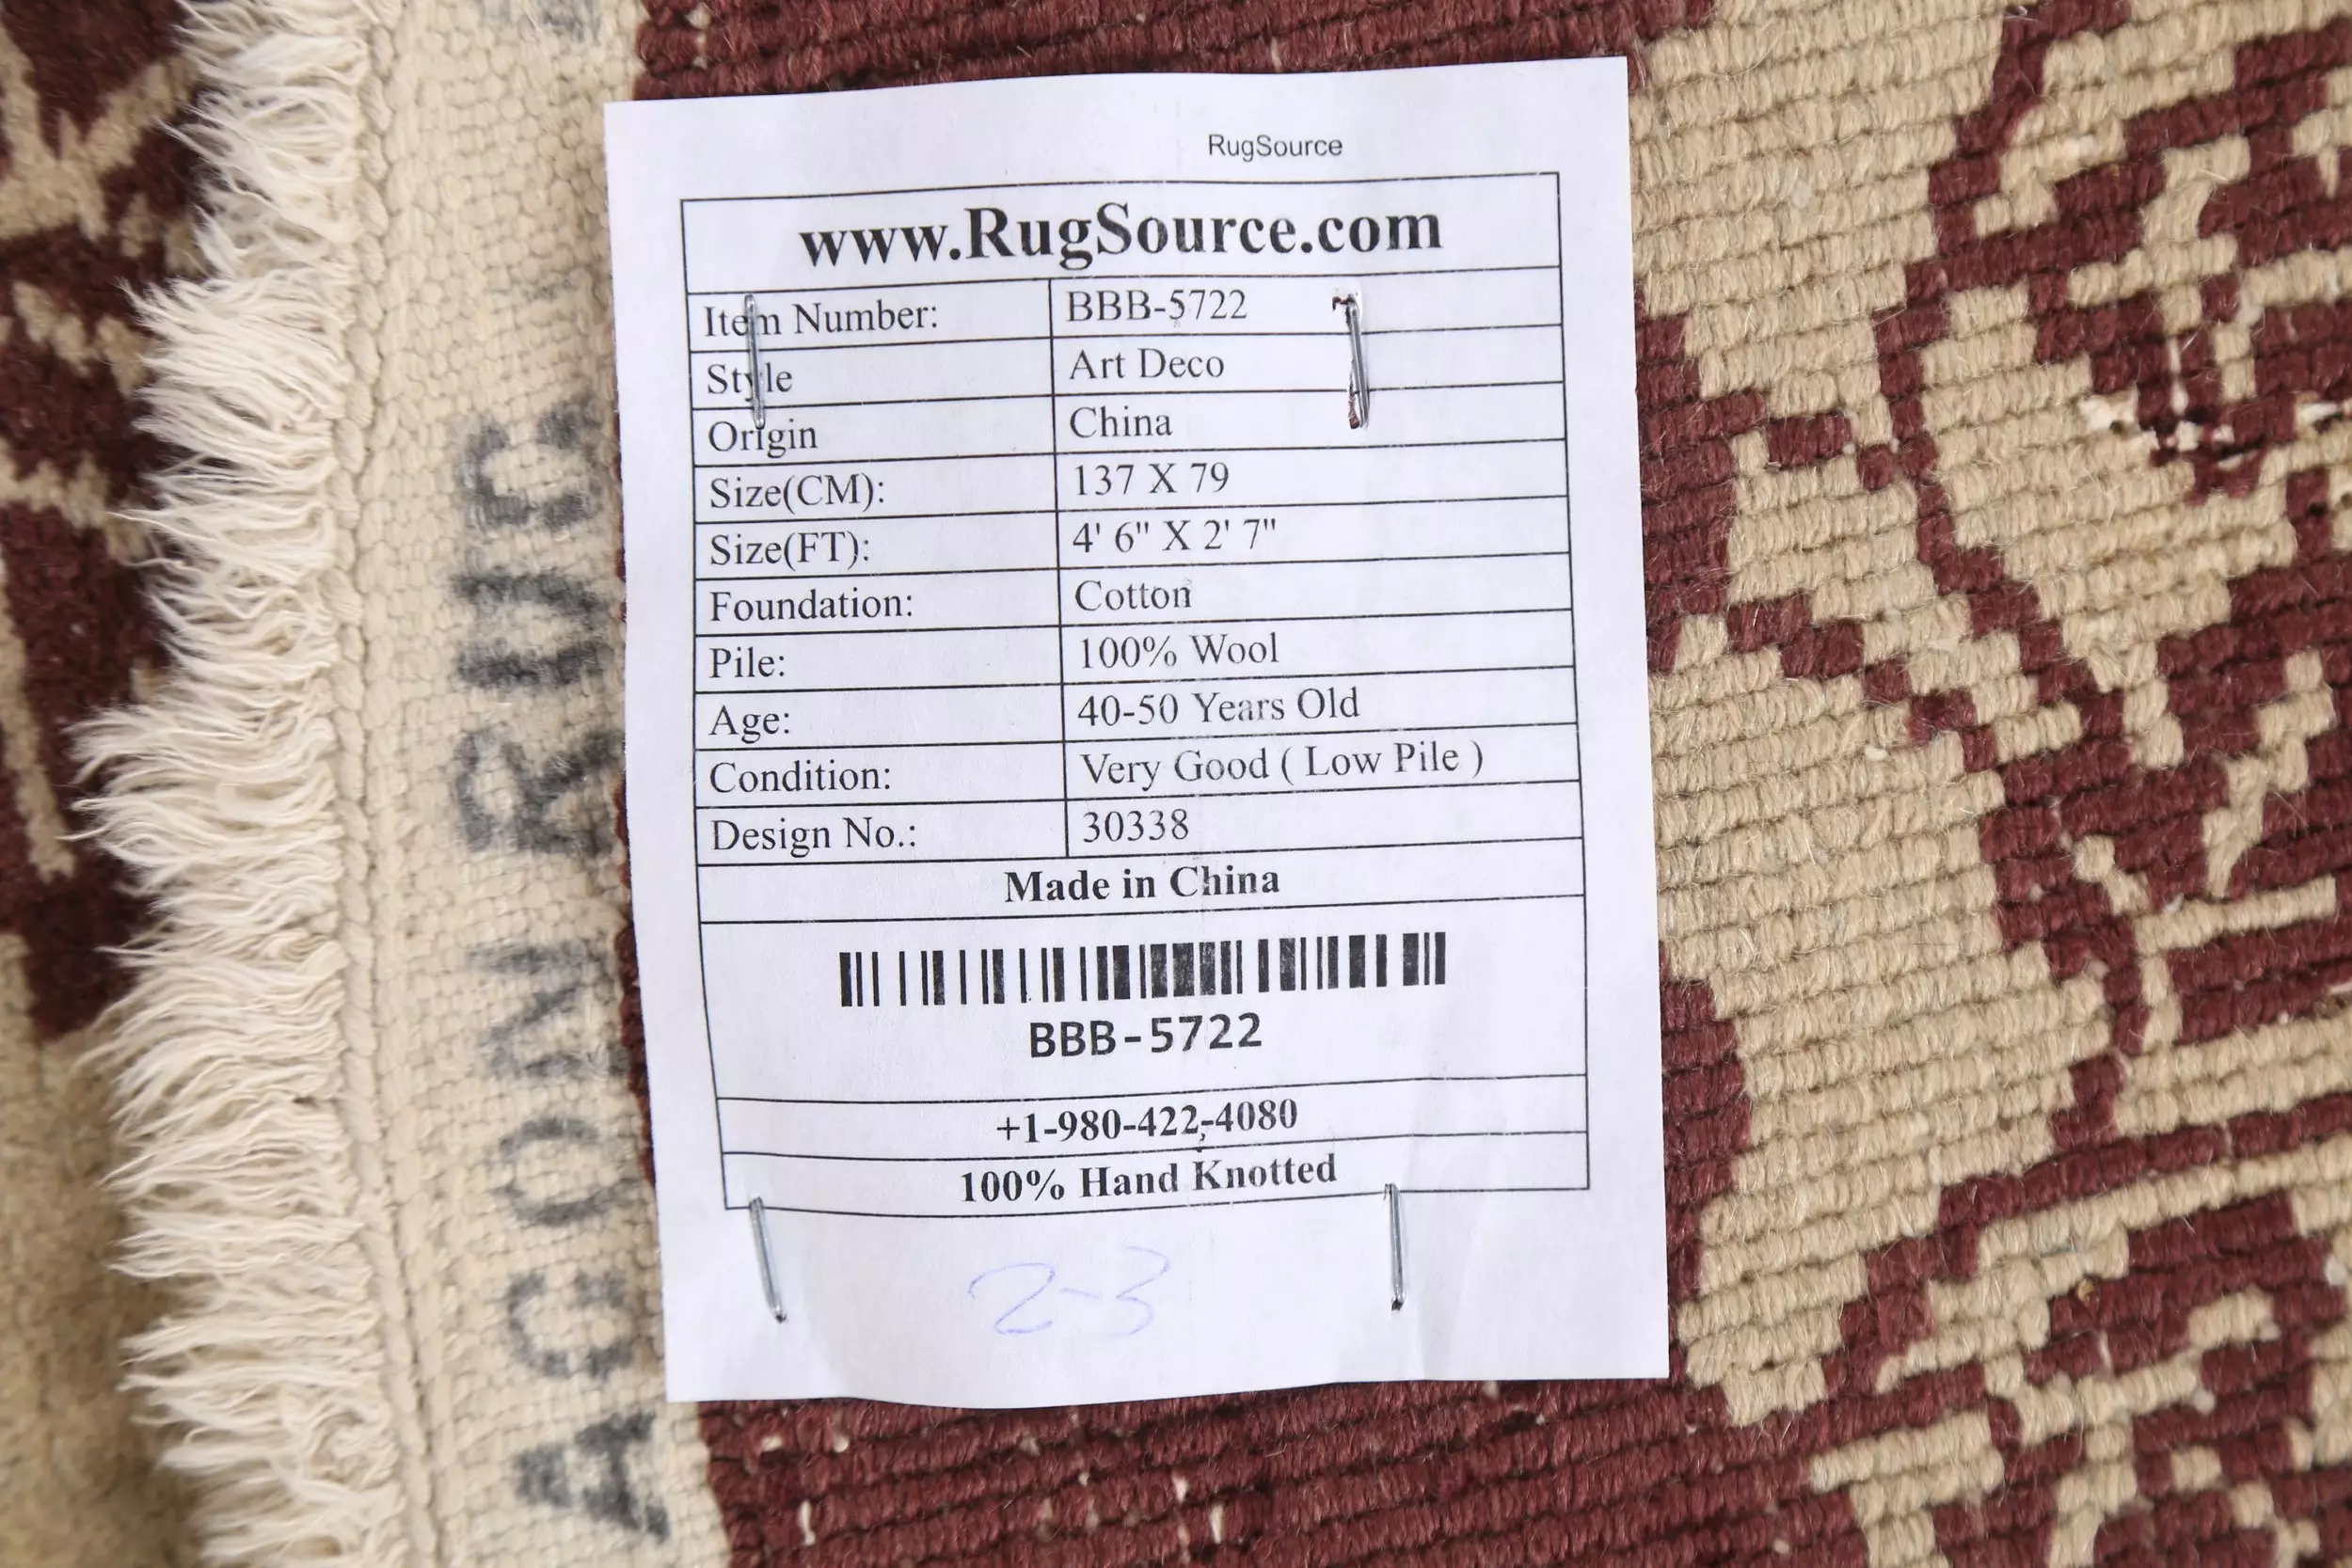 RugSource
www.RugSource.com
Item Number: BBB-5722
Style Art Deco
Origin China
Size(CM): 137 X 79
Size(FT): 4' 6" X 2' 7"
Foundation: Cotton
Pile: 100% Wool
Age: 40-50 Years Old
Condition: Very Good ( Low Pile )
Design No.: 30338
Made in China
BBB-5722
+1-980-422-4080
100% Hand Knotted
2-3
ACON RUG